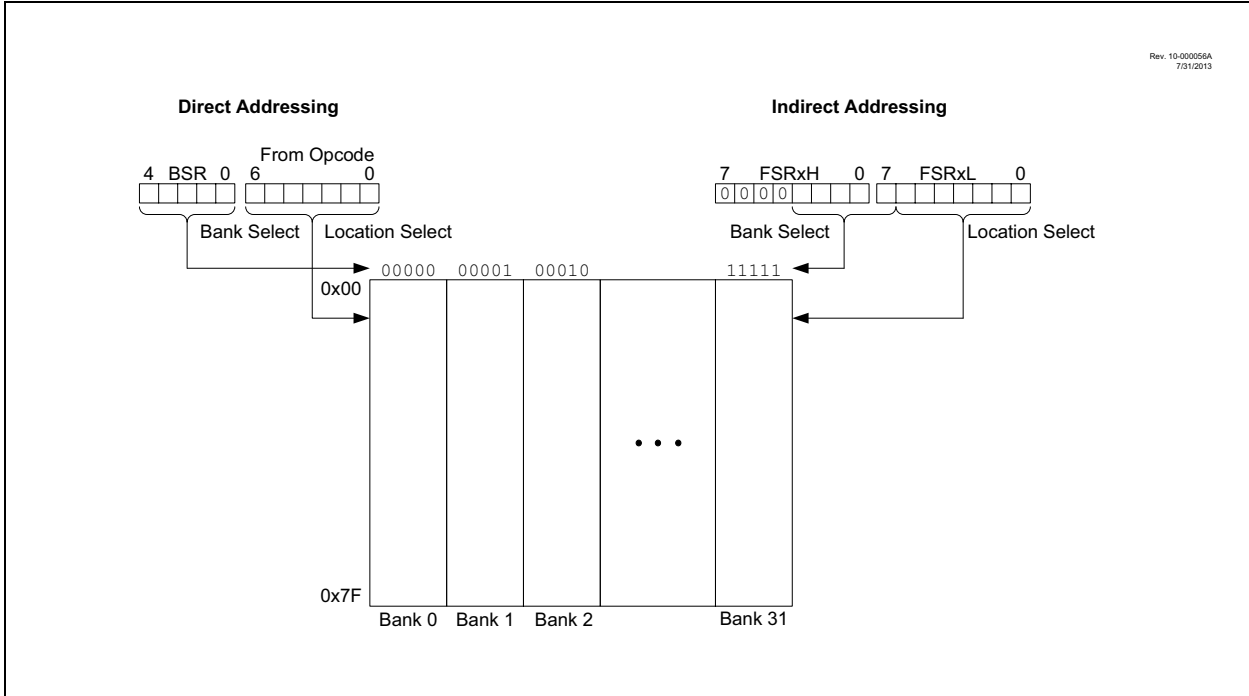 Rev. 10-000056A
7/31/2013
Direct Addressing
Indirect Addressing
From Opcode
4 BSR 0 6 0
7 FSRxH 0 7 FSRxL 0
0 0 0 0
Bank Select Location Select
Bank Select Location Select
00000 00001 00010 11111
0x00
• • •
0x7F
Bank 0 Bank 1 Bank 2 Bank 31